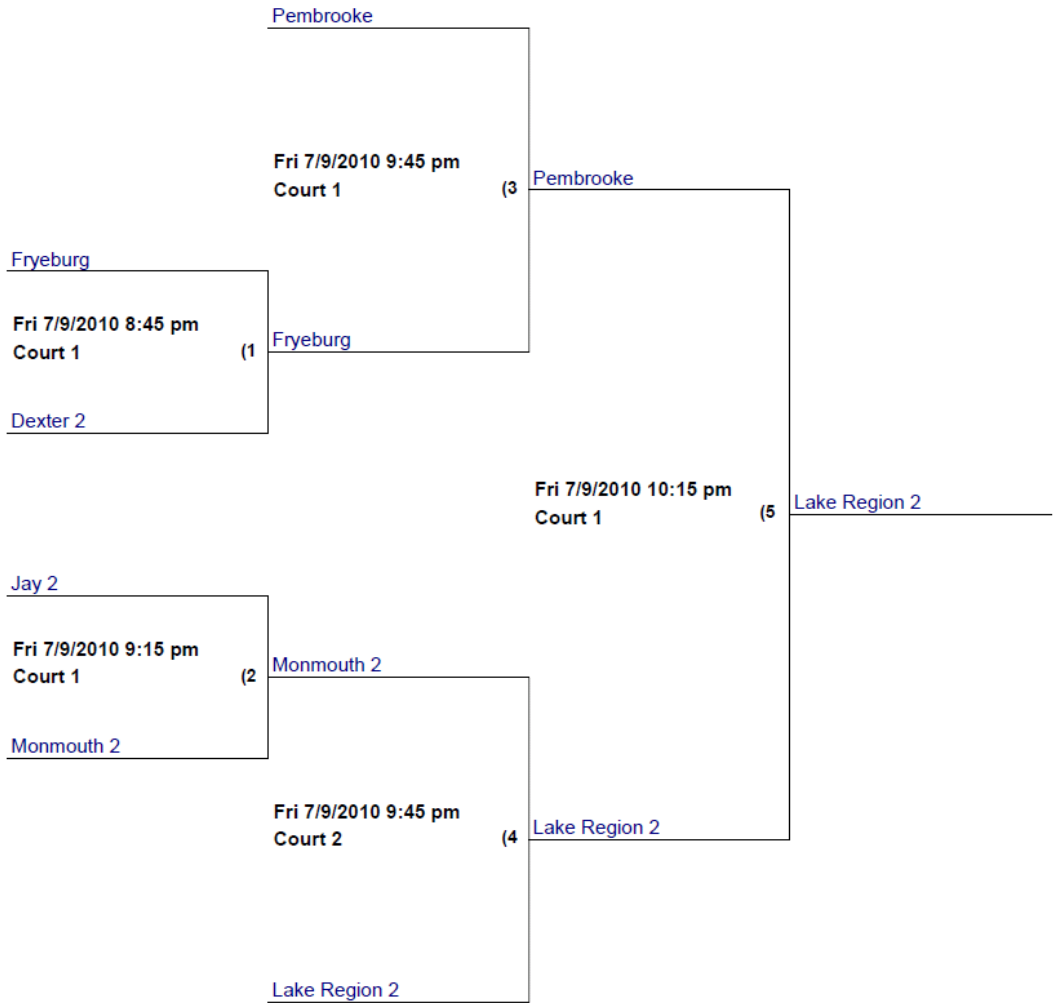 Pembrooke
Fri 7/9/2010 9:45 pm
Court 1
(3
Pembrooke
Fryeburg
Fri 7/9/2010 8:45 pm
Court 1
(1
Fryeburg
Dexter 2
Fri 7/9/2010 10:15 pm
Court 1
(5
Lake Region 2
Jay 2
Fri 7/9/2010 9:15 pm
Court 1
(2
Monmouth 2
Monmouth 2
Fri 7/9/2010 9:45 pm
Court 2
(4
Lake Region 2
Lake Region 2